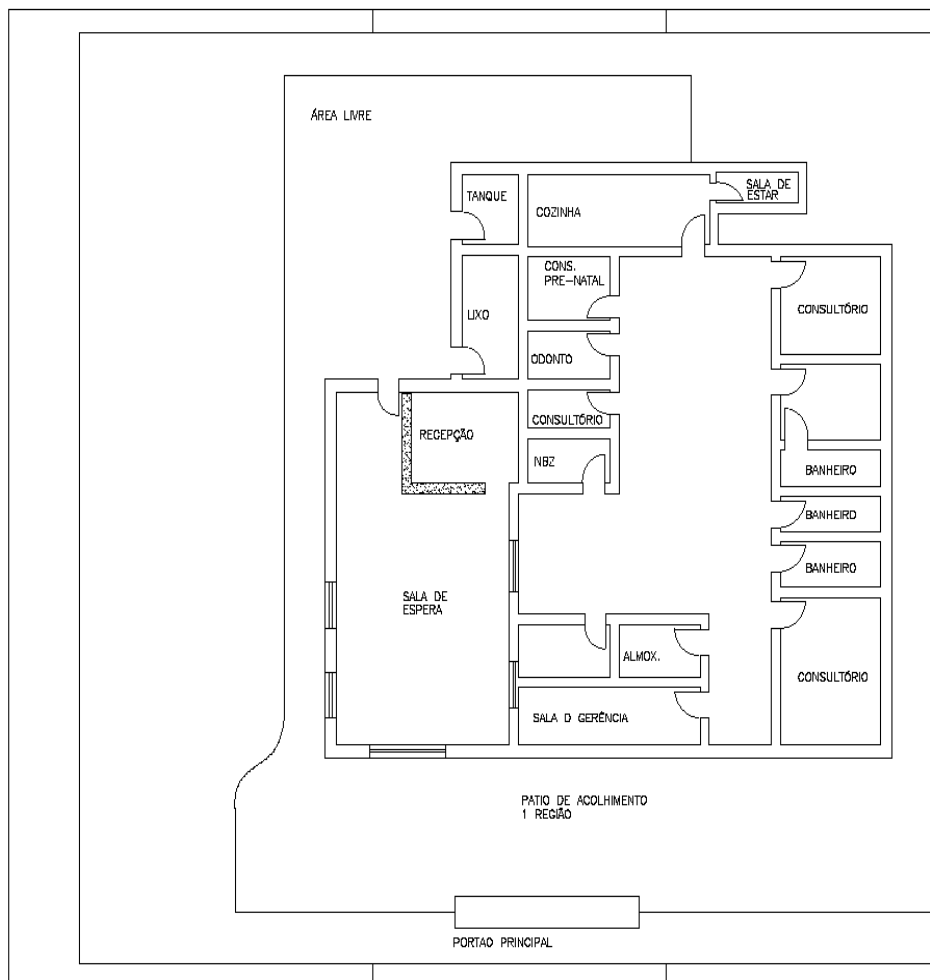 ÁREA LIVRE
TANQUE
COZINHA
SALA DE
ESTAR
CONS.
PRE-NATAL
CONSULTÓRIO
LIXO
ODONTO
CONSULTÓRIO
RECEPÇÃO
NBZ
BANHEIRO
BANHEIRO
BANHEIRO
SALA DE
ESPERA
ALMOX.
CONSULTÓRIO
SALA D GERÊNCIA
PATIO DE ACOLHIMENTO
1 REGIÃO
PORTAO PRINCIPAL